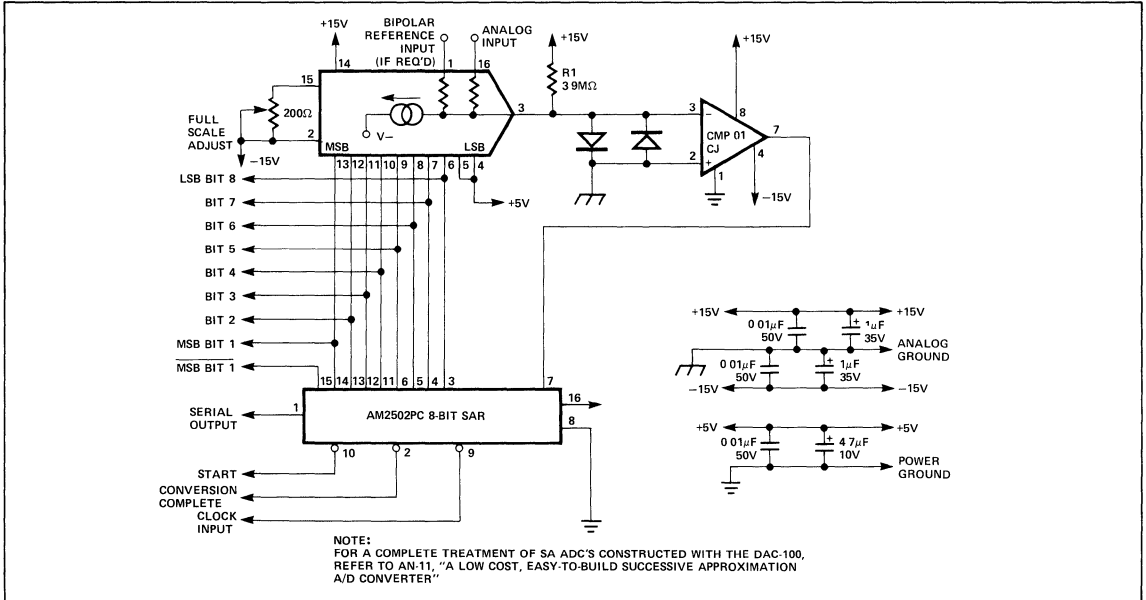 +15V
BIPOLAR
REFERENCE
INPUT
(IF REQ'D)
ANALOG
INPUT
+15V
+15V
14
1
16
15
R1
3 9MΩ
200Ω
3
3
8
FULL
SCALE
ADJUST
2
V−
CMP 01
CJ
7
−
+
2
4
1
MSB
LSB
−15V
13 12 11 10 9 8 7 6 5 4
−15V
LSB BIT 8
+5V
BIT 7
BIT 6
BIT 5
BIT 4
BIT 3
BIT 2
MSB BIT 1
MSB BIT 1
15 14 13 12 11 6 5 4 3
7
1
AM2502PC 8-BIT SAR
16
8
SERIAL
OUTPUT
10
2
9
START
CONVERSION
COMPLETE
CLOCK
INPUT
+15V
+15V
0 01µF
50V
+
1µF
35V
ANALOG
GROUND
0 01µF
50V
+
1µF
35V
−15V
−15V
+5V
+5V
0 01µF
50V
+
4 7µF
10V
POWER
GROUND
NOTE:
FOR A COMPLETE TREATMENT OF SA ADC'S CONSTRUCTED WITH THE DAC-100,
REFER TO AN-11, "A LOW COST, EASY-TO-BUILD SUCCESSIVE APPROXIMATION
A/D CONVERTER"